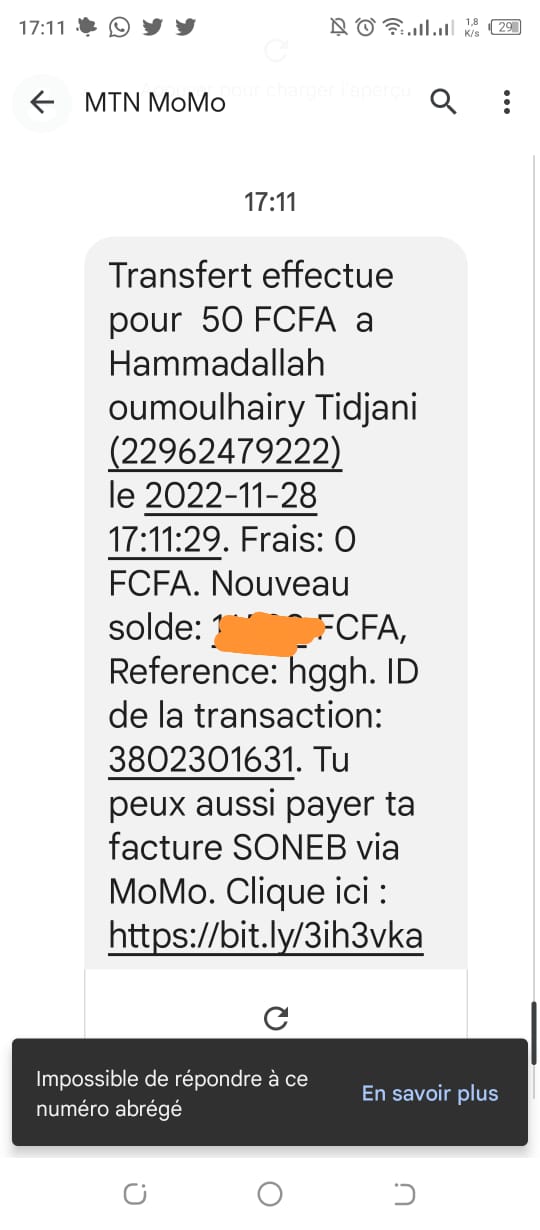 17:11
1,8
K/s
29
MTN MoMo
Appuyer pour charger l'aperçu
17:11
Transfert effectue
pour 50 FCFA a
Hammadallah
oumoulhairy Tidjani
(22962479222)
le 2022-11-28
17:11:29. Frais: 0
FCFA. Nouveau
solde: FCFA,
Reference: hggh. ID
de la transaction:
3802301631. Tu
peux aussi payer ta
facture SONEB via
MoMo. Clique ici :
https://bit.ly/3ih3vka
Impossible de répondre à ce
numéro abrégé
En savoir plus